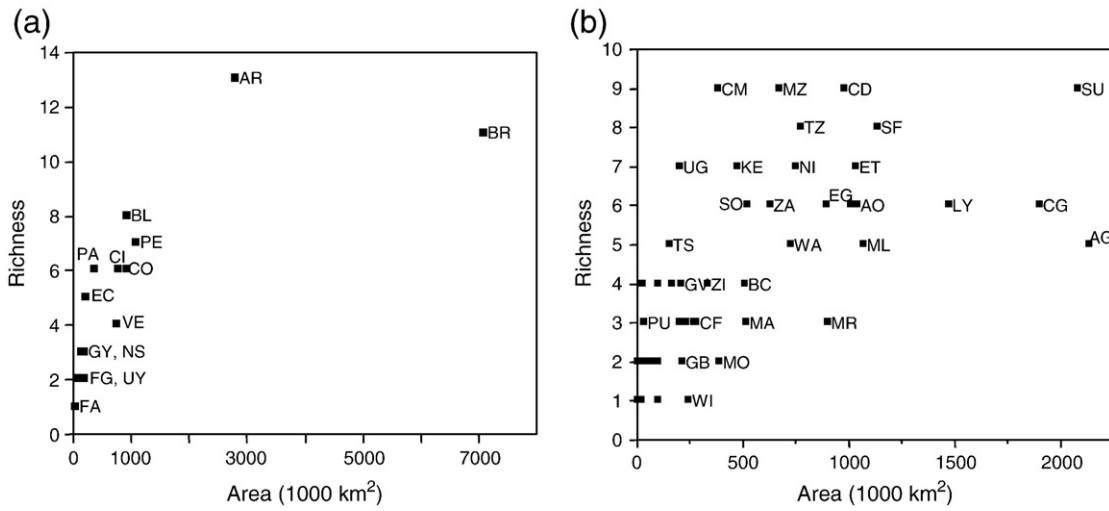 (a)
14
12
10
8
6
4
2
0
Richness
AR
BR
BL
PE
PA
CI
CO
EC
VE
GY, NS
FG, UY
FA
0
1000
3000
5000
7000
Area (1000 km²)
(b)
10
9
8
7
6
5
4
3
2
1
0
Richness
CM
MZ
CD
SU
TZ
SF
UG
KE
NI
ET
SO
ZA
EG
AO
LY
CG
TS
WA
ML
AG
GV
ZI
BC
PU
CF
MA
MR
GB
MO
WI
0
500
1000
1500
2000
Area (1000 km²)